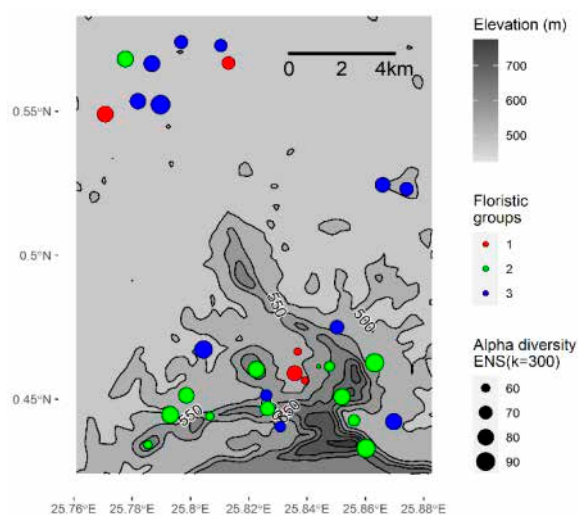 Elevation (m)
0 2 4km
700
600
500
0.55°N
Floristic
groups
0.5°N
1
2
3
550
500
Alpha diversity
ENS(k=300)
60
0.45°N
550
550
70
80
90
25.76°E 25.78°E 25.8°E 25.82°E 25.84°E 25.86°E 25.88°E